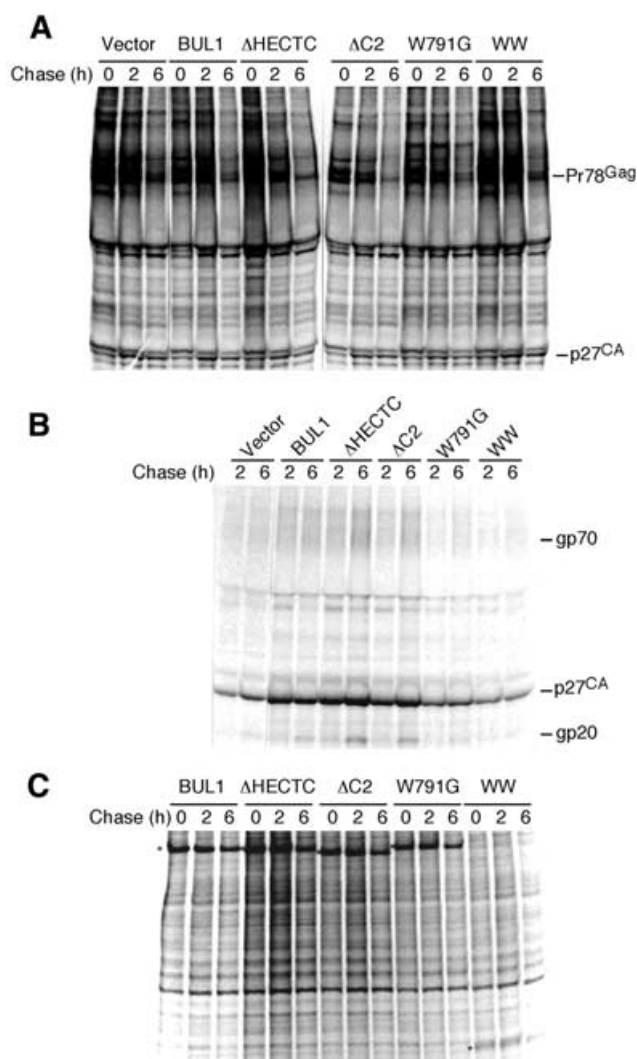 A
Vector BUL1 ΔHECTC ΔC2 W791G WW
Chase (h) 0 2 6 0 2 6 0 2 6 0 2 6 0 2 6 0 2 6
Pr78Gag
p27CA
B
Vector BUL1 ΔHECTC ΔC2 W791G WW
Chase (h) 2 6 2 6 2 6 2 6 2 6 2 6
gp70
p27CA
gp20
C
BUL1 ΔHECTC ΔC2 W791G WW
Chase (h) 0 2 6 0 2 6 0 2 6 0 2 6 0 2 6